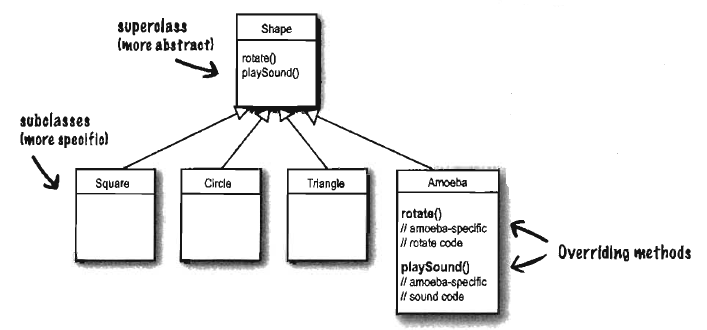 superclass
(more abstract)
Shape
rotate()
playSound()
subclasses
(more specific)
Square
Circle
Triangle
Amoeba
rotate()
// amoeba-specific
// rotate code
playSound()
// amoeba-specific
// sound code
Overriding methods